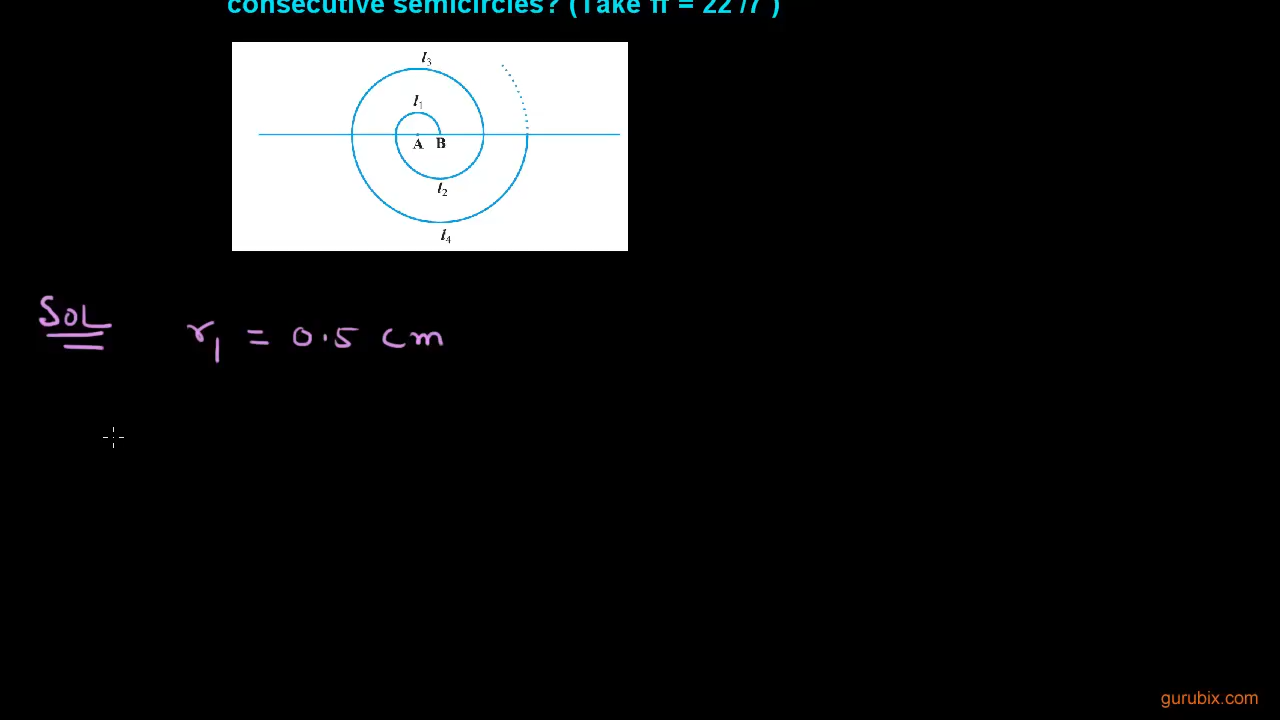 consecutive semicircles? (Take π = 22 /7 )
l3
l1
A B
l2
l4
SOL r1 = 0.5 cm
gurubix.com